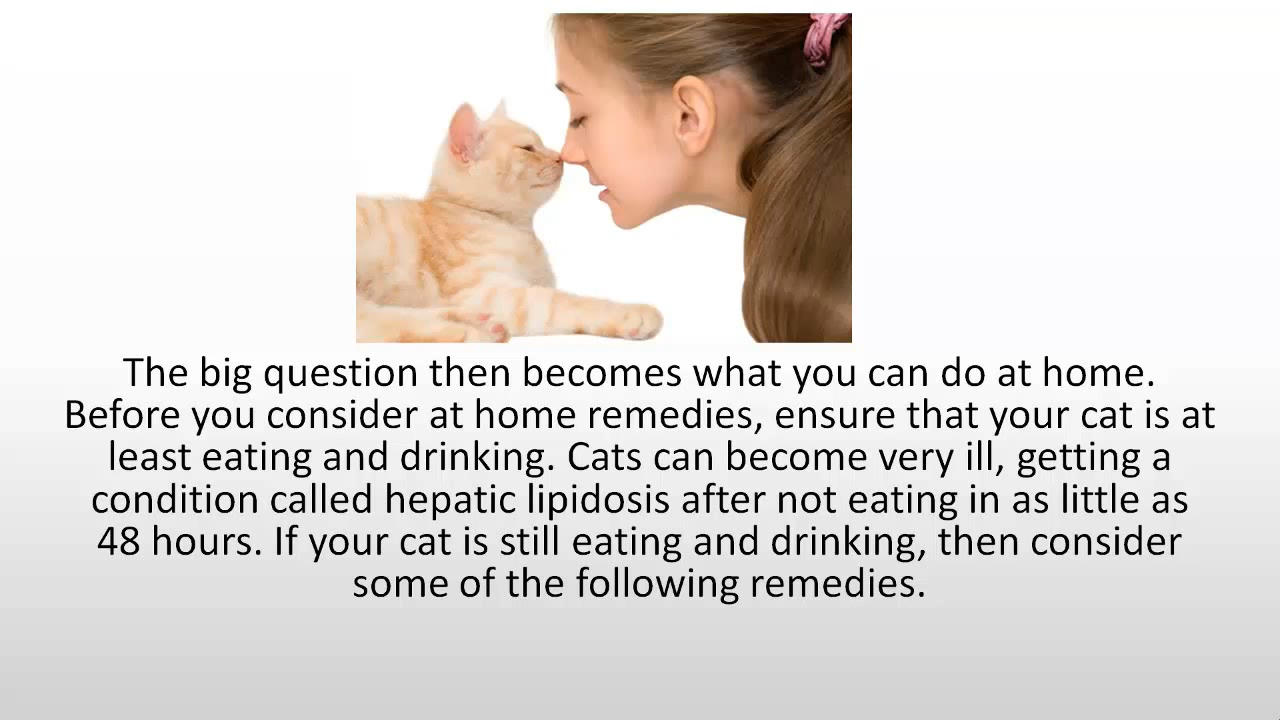 The big question then becomes what you can do at home.
Before you consider at home remedies, ensure that your cat is at
least eating and drinking. Cats can become very ill, getting a
condition called hepatic lipidosis after not eating in as little as
48 hours. If your cat is still eating and drinking, then consider
some of the following remedies.